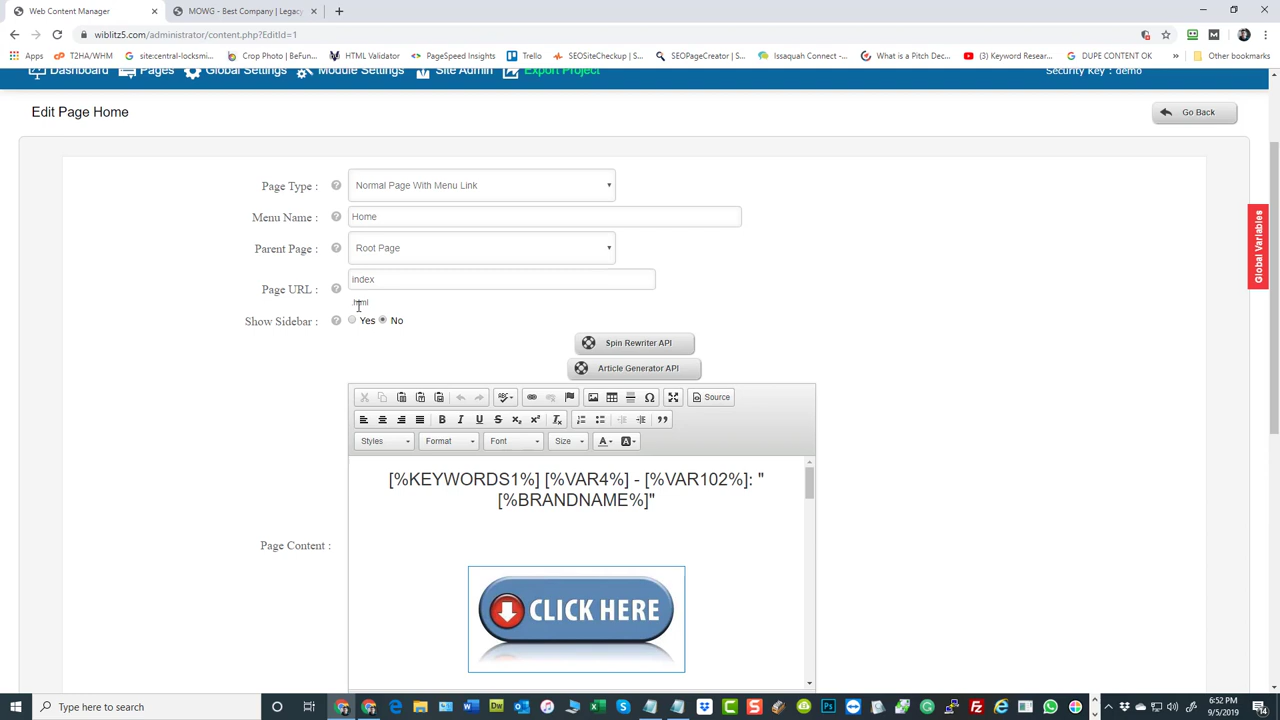 Web Content Manager
MOWG - Best Company | Legacy
wiblitz5.com/administrator/content.php?EditId=1
Apps
T2HA/WHM
site:central-locksmi...
Crop Photo | BeFun...
HTML Validator
PageSpeed Insights
Trello
SEOSiteCheckup | S...
SEOPageCreator | S...
Issaquah Connect -...
What is a Pitch Dec...
(3) Keyword Resear...
DUPE CONTENT OK
Other bookmarks
Dashboard
Pages
Global Settings
Module Settings
Site Admin
Export Project
Security Key : demo
Edit Page Home
Go Back
Page Type :
Normal Page With Menu Link
Menu Name :
Home
Parent Page :
Root Page
Page URL :
index
.html
Show Sidebar :
Yes
No
Global Variables
Spin Rewriter API
Article Generator API
Source
Styles
Format
Font
Size
[%KEYWORDS1%] [%VAR4%] - [%VAR102%]: "
[%BRANDNAME%]"
Page Content :
CLICK HERE
Type here to search
6:52 PM
9/5/2019